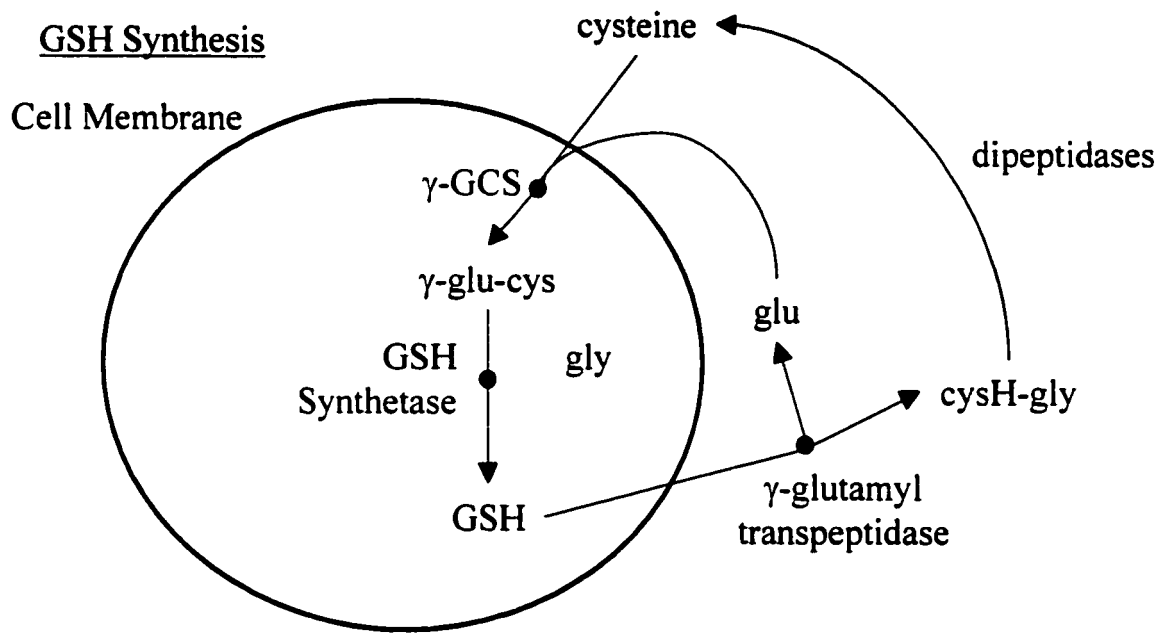 GSH Synthesis
cysteine
Cell Membrane
dipeptidases
γ-GCS
γ-glu-cys
glu
GSH
Synthetase
gly
cysH-gly
GSH
γ-glutamyl
transpeptidase